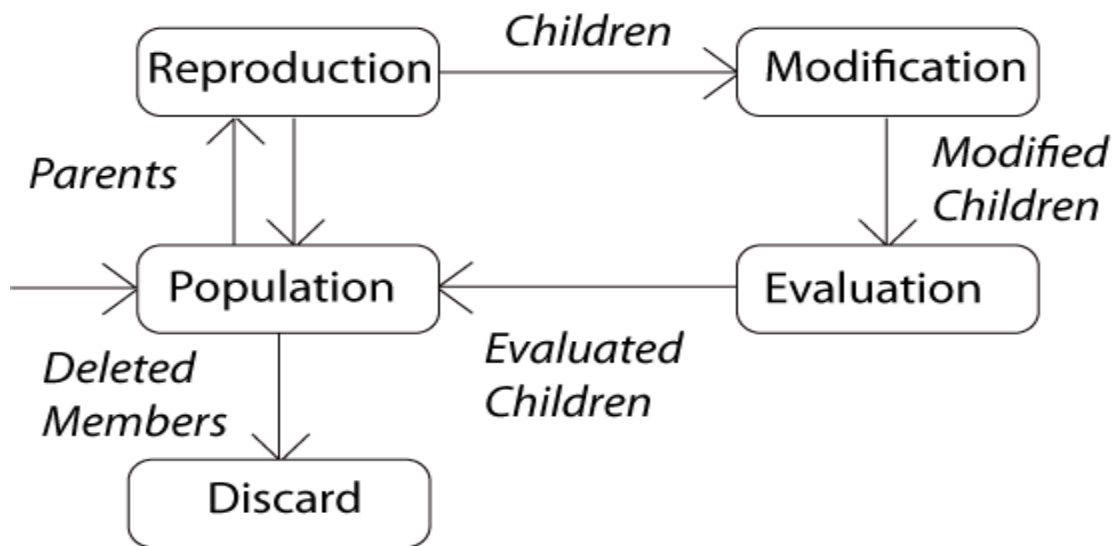 Children
Reproduction
Modification
Parents
Modified
Children
Population
Evaluation
Deleted
Members
Evaluated
Children
Discard